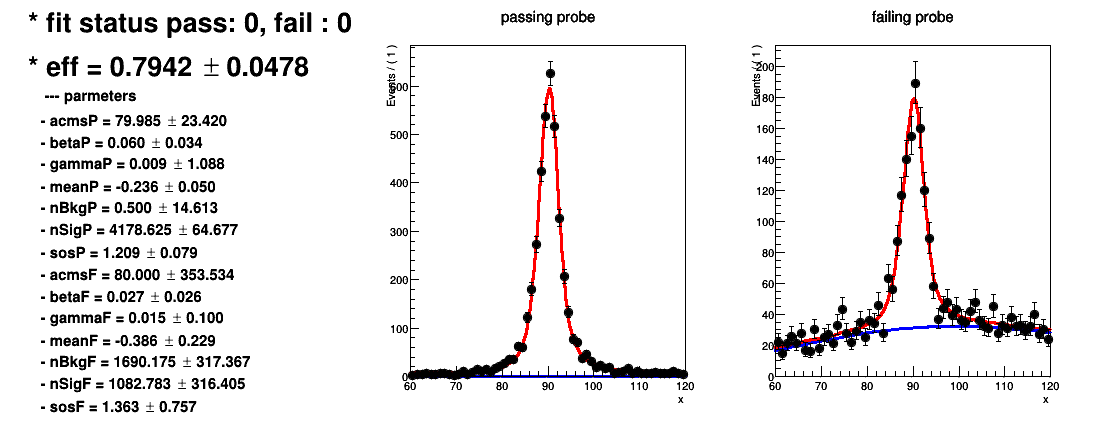 * fit status pass: 0, fail : 0
* eff = 0.7942 ± 0.0478
--- parmeters
- acmsP = 79.985 ± 23.420
- betaP = 0.060 ± 0.034
- gammaP = 0.009 ± 1.088
- meanP = -0.236 ± 0.050
- nBkgP = 0.500 ± 14.613
- nSigP = 4178.625 ± 64.677
- sosP = 1.209 ± 0.079
- acmsF = 80.000 ± 353.534
- betaF = 0.027 ± 0.026
- gammaF = 0.015 ± 0.100
- meanF = -0.386 ± 0.229
- nBkgF = 1690.175 ± 317.367
- nSigF = 1082.783 ± 316.405
- sosF = 1.363 ± 0.757
passing probe
Events / ( 1 )
600
500
400
300
200
100
0
60 70 80 90 100 110 120
x
failing probe
Events / ( 1 )
200
180
160
140
120
100
80
60
40
20
0
60 70 80 90 100 110 120
x